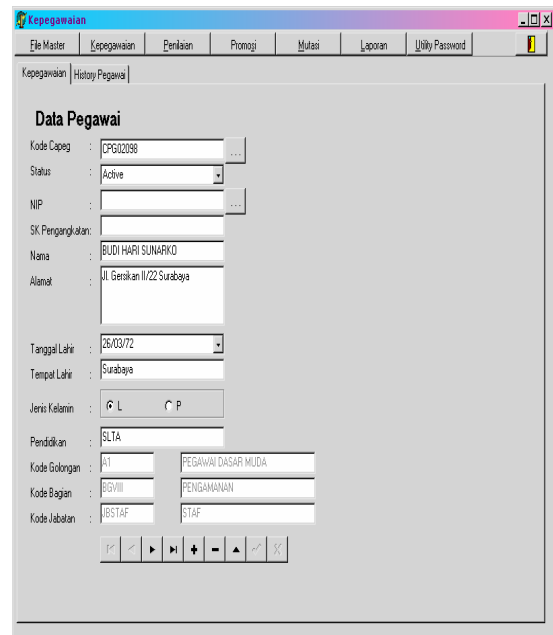 Kepegawaian
File Master Kepegawaian Penilaian Promosi Mutasi Laporan Utility Password
Kepegawaian History Pegawai
Data Pegawai
Kode Capeg : CPG02098 ...
Status : Active
NIP : ...
SK Pengangkatan:
Nama : BUDI HARI SUNARKO
Alamat : Jl. Gersikan II/22 Surabaya
Tanggal Lahir : 26/03/72
Tempat Lahir : Surabaya
Jenis Kelamin : L P
Pendidikan : SLTA
Kode Golongan : A1 PEGAWAI DASAR MUDA
Kode Bagian : BGVIII PENGAMANAN
Kode Jabatan : JBSTAF STAF